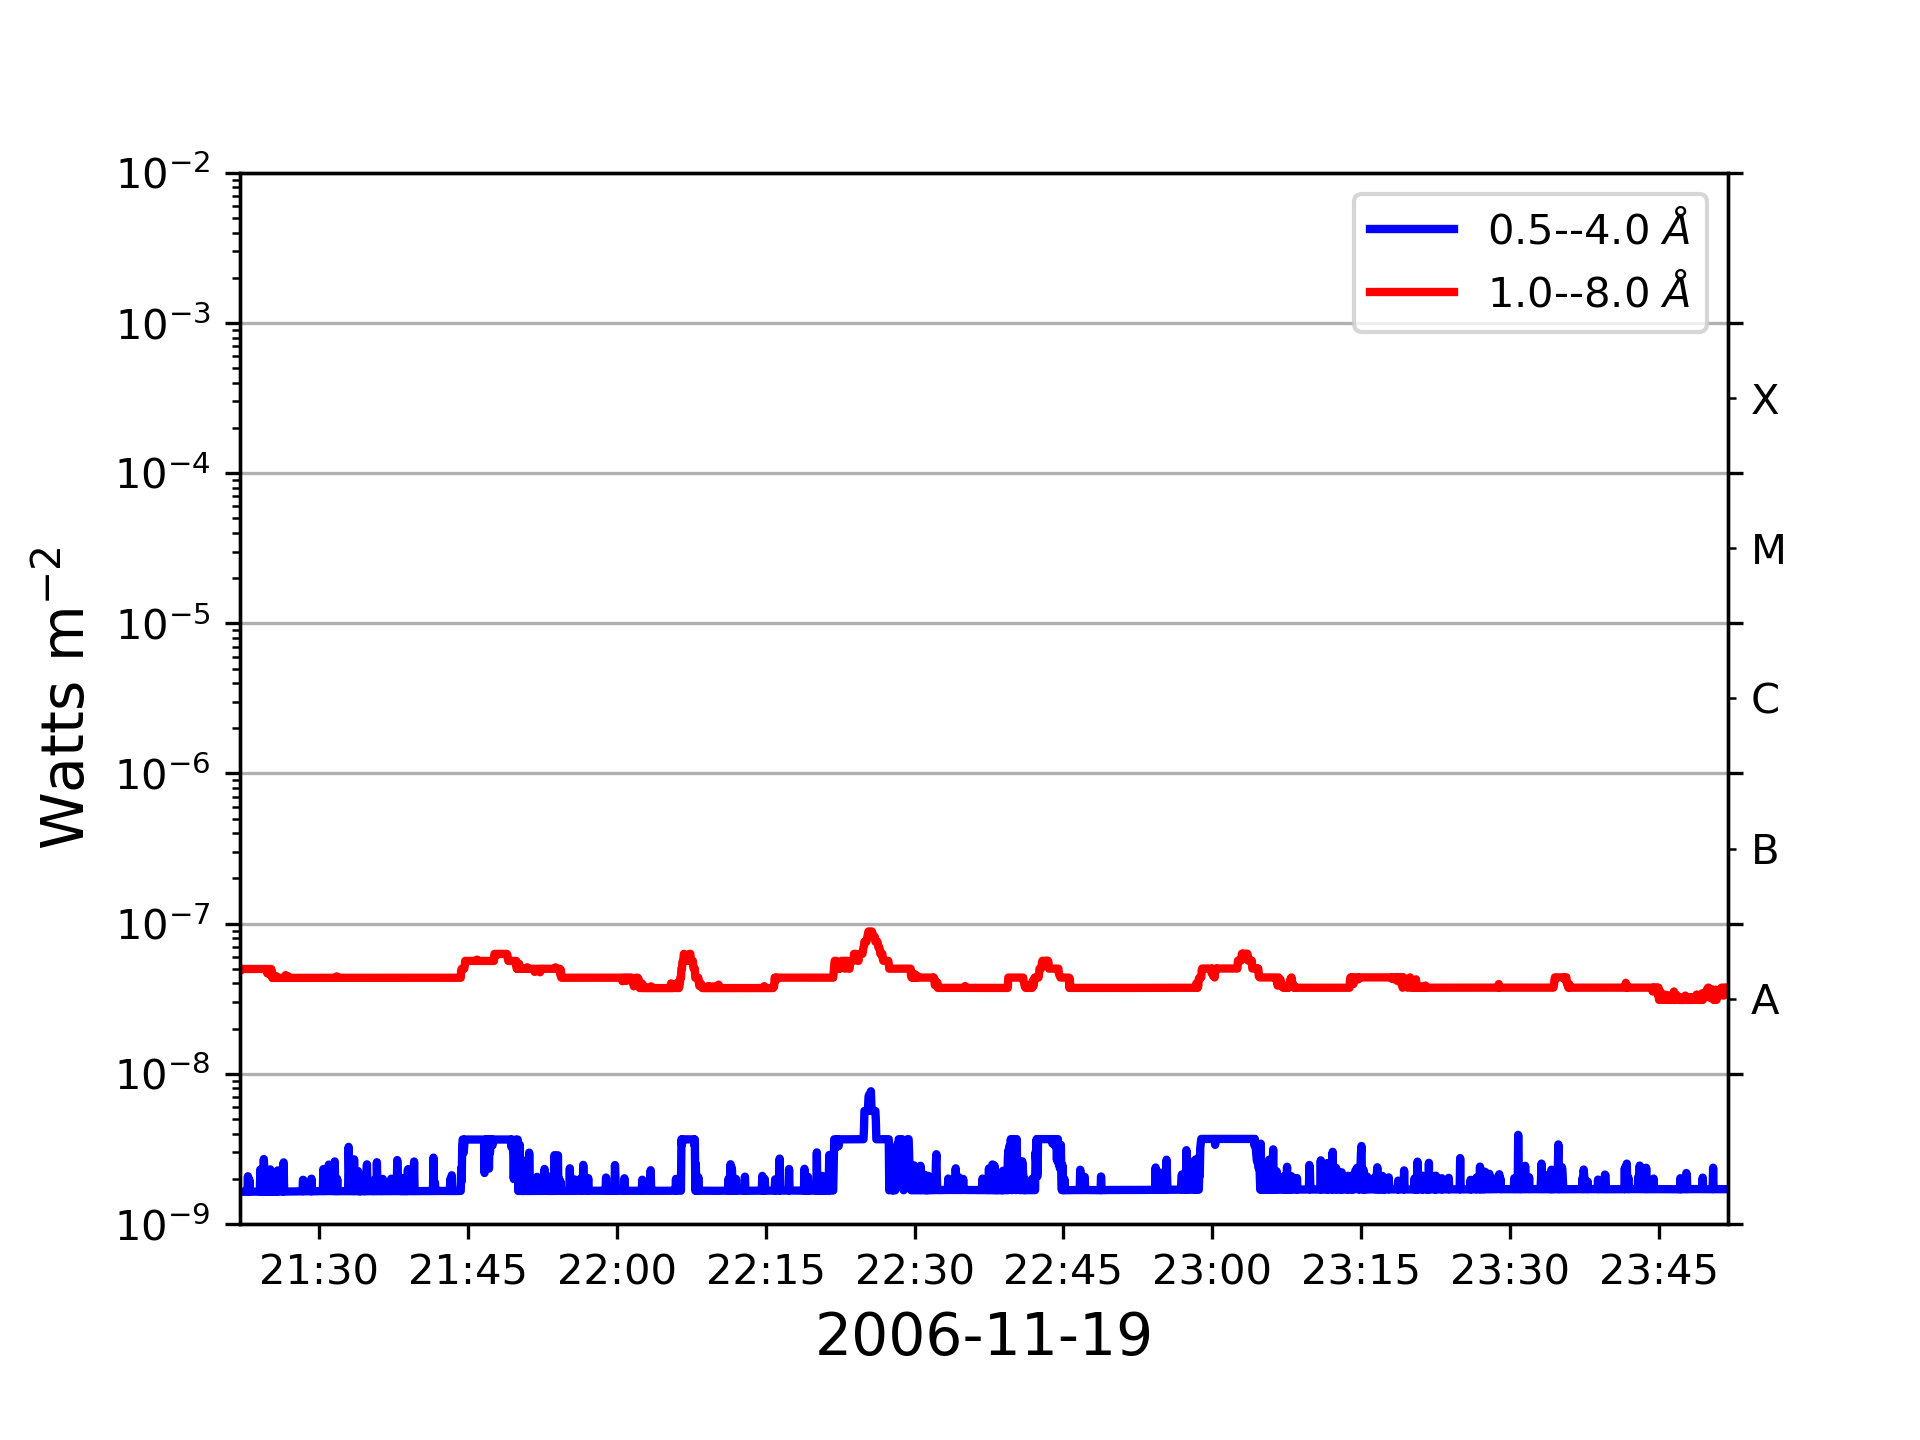 10⁻²
10⁻³
10⁻⁴
10⁻⁵
10⁻⁶
10⁻⁷
10⁻⁸
10⁻⁹
Watts m⁻²
0.5--4.0 Å
1.0--8.0 Å
X
M
C
B
A
21:30 21:45 22:00 22:15 22:30 22:45 23:00 23:15 23:30 23:45
2006-11-19